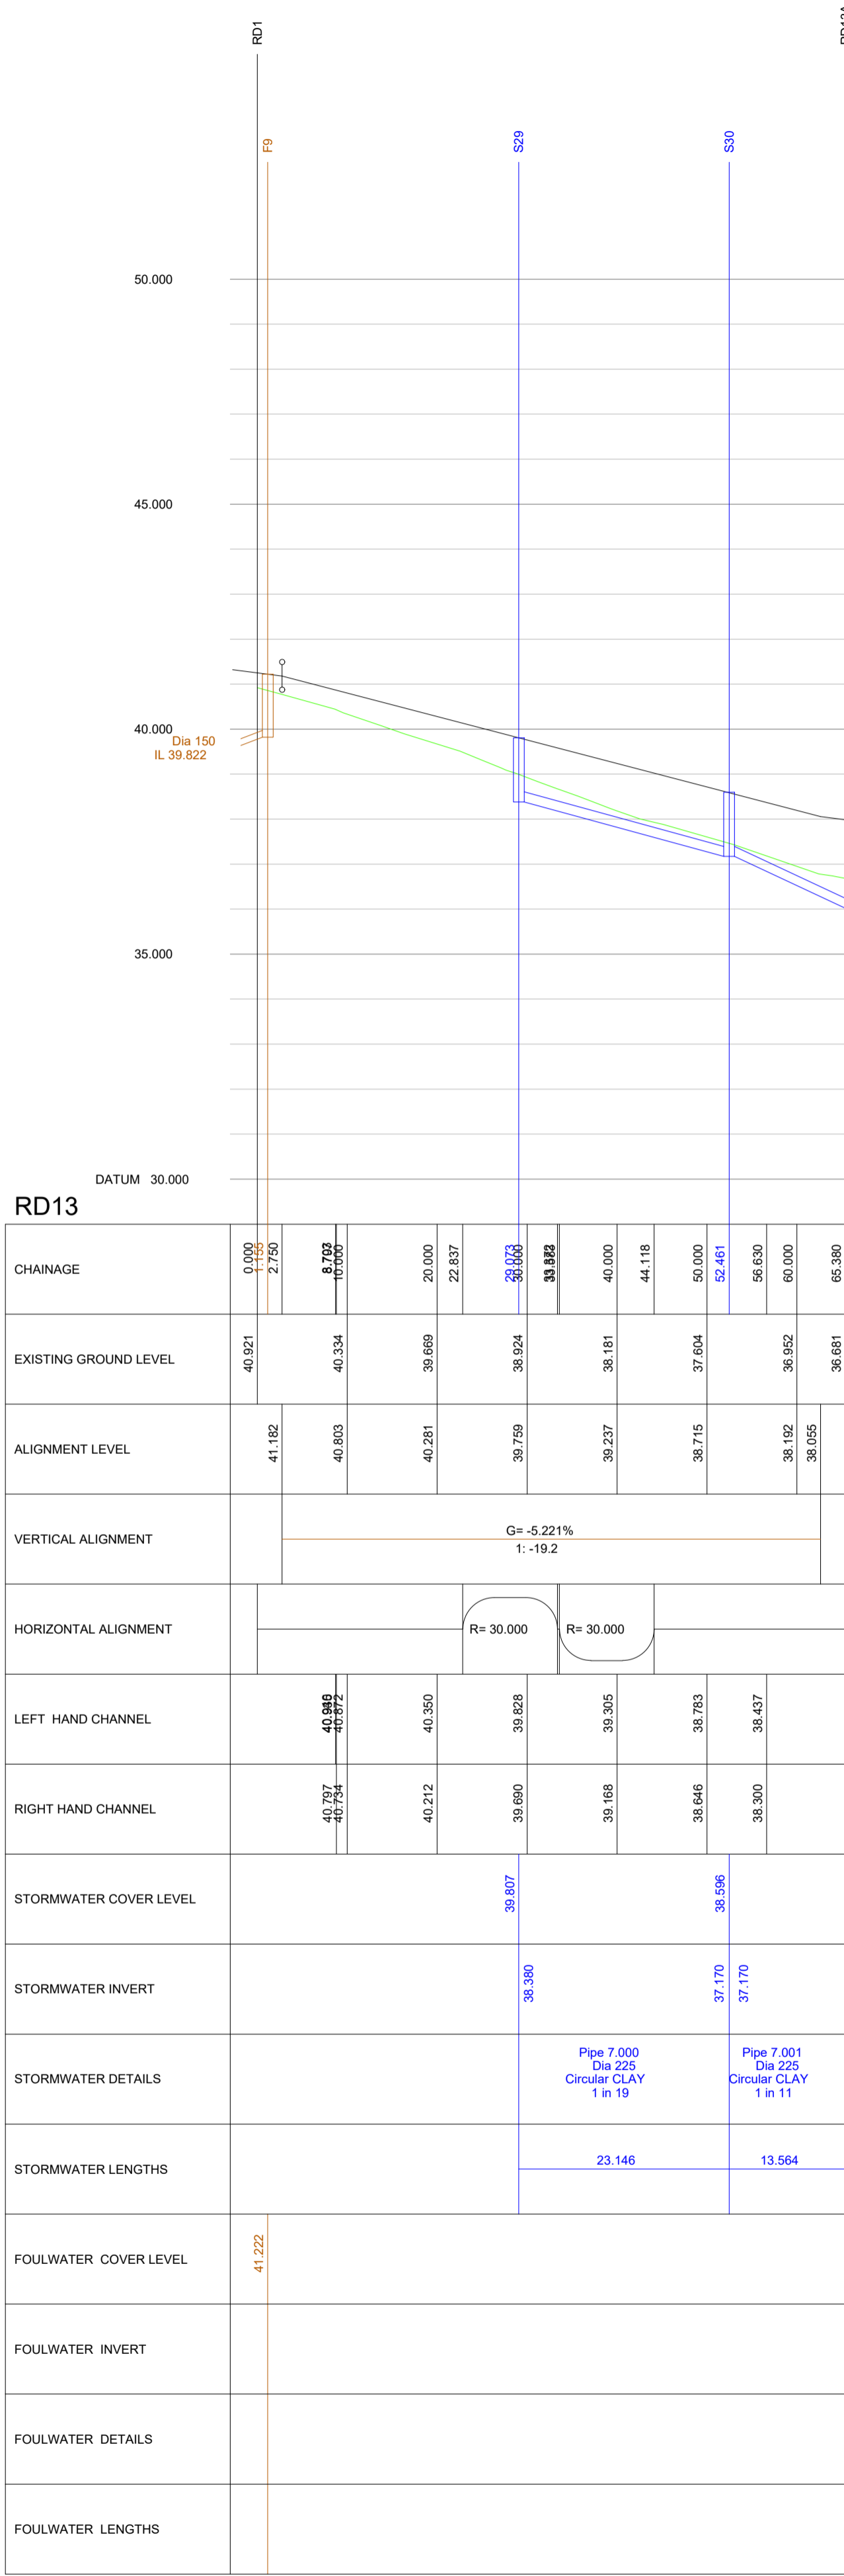 RD1
F9
S29
S30
50.000
45.000
40.000
Dia 150
IL 39.822
35.000
DATUM 30.000
RD13
CHAINAGE
0.000
1.155
2.750
10.000
20.000
22.837
29.073
30.000
40.000
44.118
50.000
52.461
56.630
60.000
65.380
EXISTING GROUND LEVEL
40.921
40.334
39.669
38.924
38.181
37.604
36.952
36.681
ALIGNMENT LEVEL
41.182
40.803
40.281
39.759
39.237
38.715
38.192
38.055
VERTICAL ALIGNMENT
G= -5.221%
1: -19.2
HORIZONTAL ALIGNMENT
R= 30.000
R= 30.000
LEFT HAND CHANNEL
40.872
40.350
39.828
39.305
38.783
38.437
RIGHT HAND CHANNEL
40.797
40.734
40.212
39.690
39.168
38.646
38.300
STORMWATER COVER LEVEL
39.807
38.596
STORMWATER INVERT
38.380
37.170
37.170
STORMWATER DETAILS
Pipe 7.000
Dia 225
Circular CLAY
1 in 19
Pipe 7.001
Dia 225
Circular CLAY
1 in 11
STORMWATER LENGTHS
23.146
13.564
FOULWATER COVER LEVEL
41.222
FOULWATER INVERT
FOULWATER DETAILS
FOULWATER LENGTHS